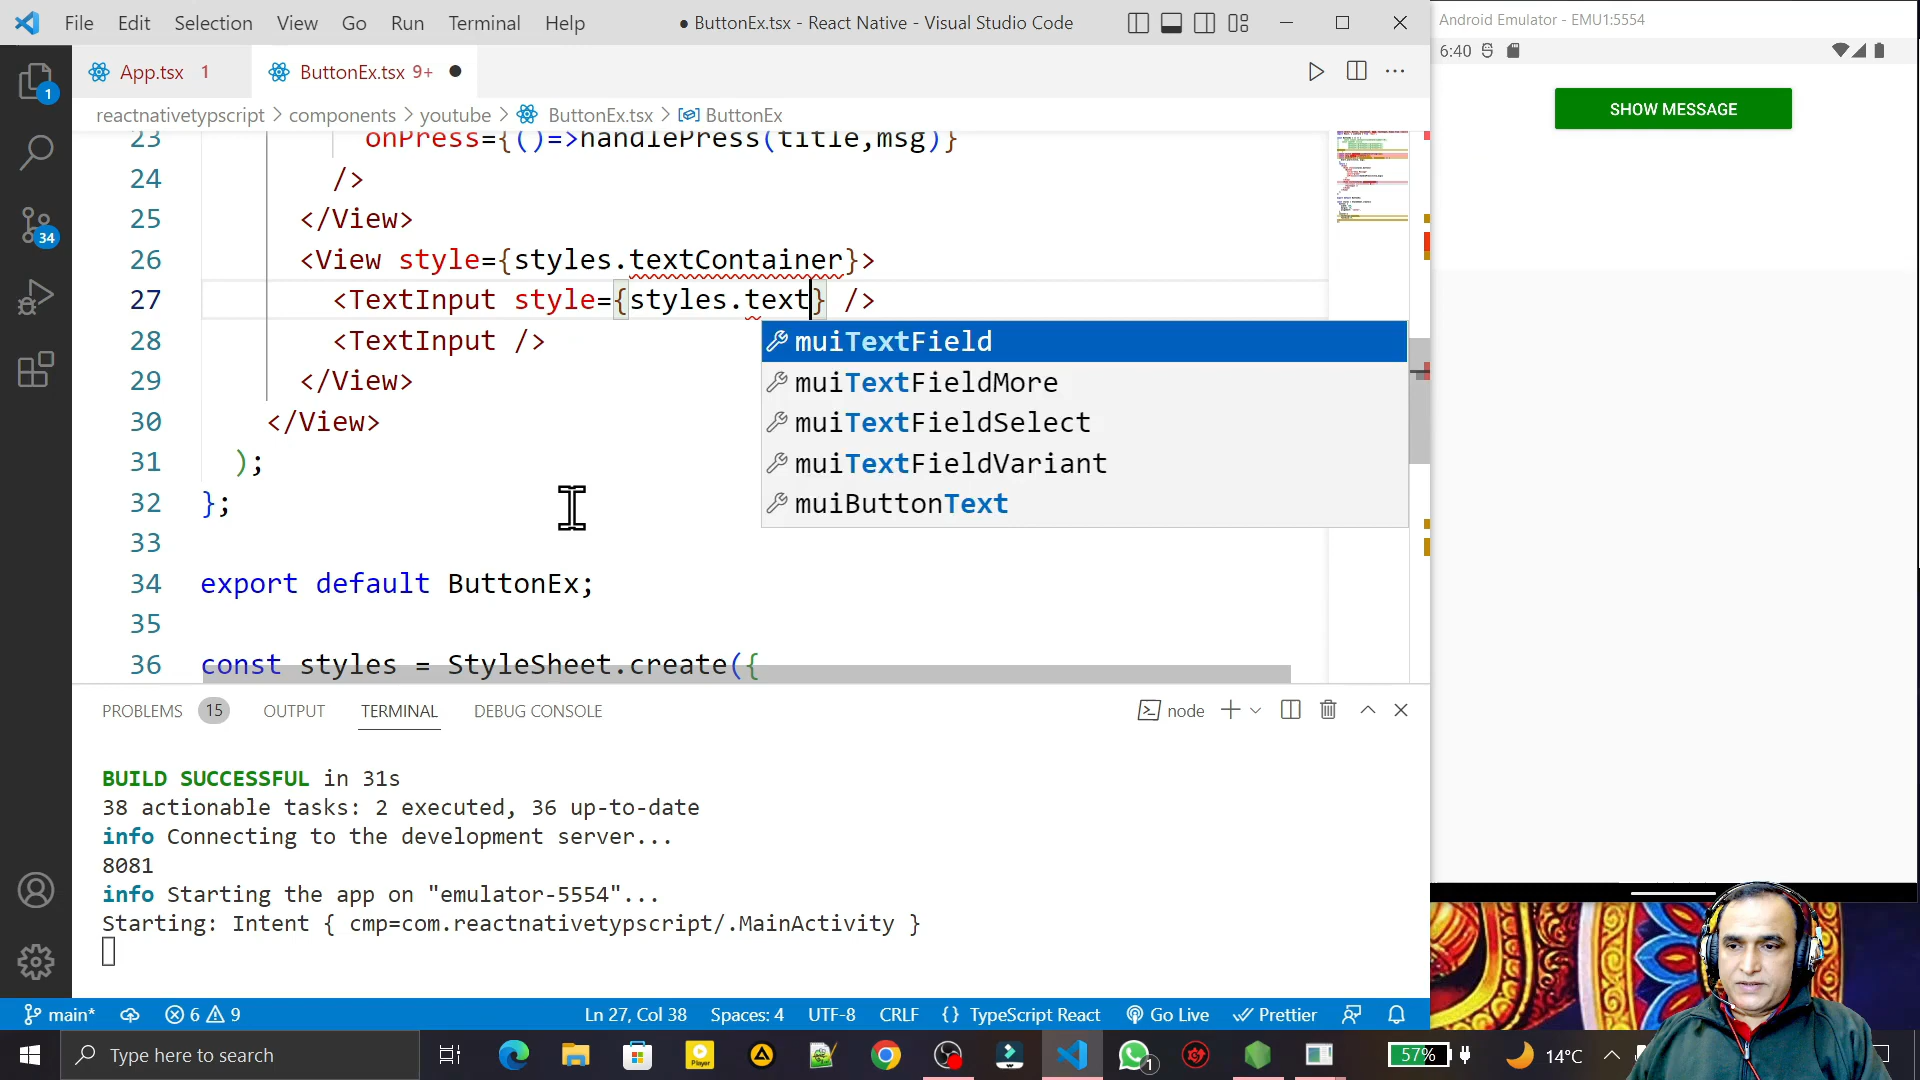 File Edit Selection View Go Run Terminal Help
● ButtonEx.tsx - React Native - Visual Studio Code
Android Emulator - EMU1:5554
6:40
App.tsx 1
ButtonEx.tsx 9+ ●
SHOW MESSAGE
reactnativetypscript > components > youtube > ButtonEx.tsx > ButtonEx
23 onPress={()=>handlePress(title,msg)}
24 />
25 </View>
26 <View style={styles.textContainer}>
27 <TextInput style={styles.text} />
28 <TextInput />
29 </View>
30 </View>
31 );
32 };
33
34 export default ButtonEx;
35
36 const styles = StyleSheet.create({
muiTextField
muiTextFieldMore
muiTextFieldSelect
muiTextFieldVariant
muiButtonText
1
34
PROBLEMS 15 OUTPUT TERMINAL DEBUG CONSOLE
node
BUILD SUCCESSFUL in 31s
38 actionable tasks: 2 executed, 36 up-to-date
info Connecting to the development server...
8081
info Starting the app on "emulator-5554"...
Starting: Intent { cmp=com.reactnativetypscript/.MainActivity }
main* 6 9 Ln 27, Col 38 Spaces: 4 UTF-8 CRLF {} TypeScript React Go Live Prettier
Type here to search
Player
1
57%
14°C